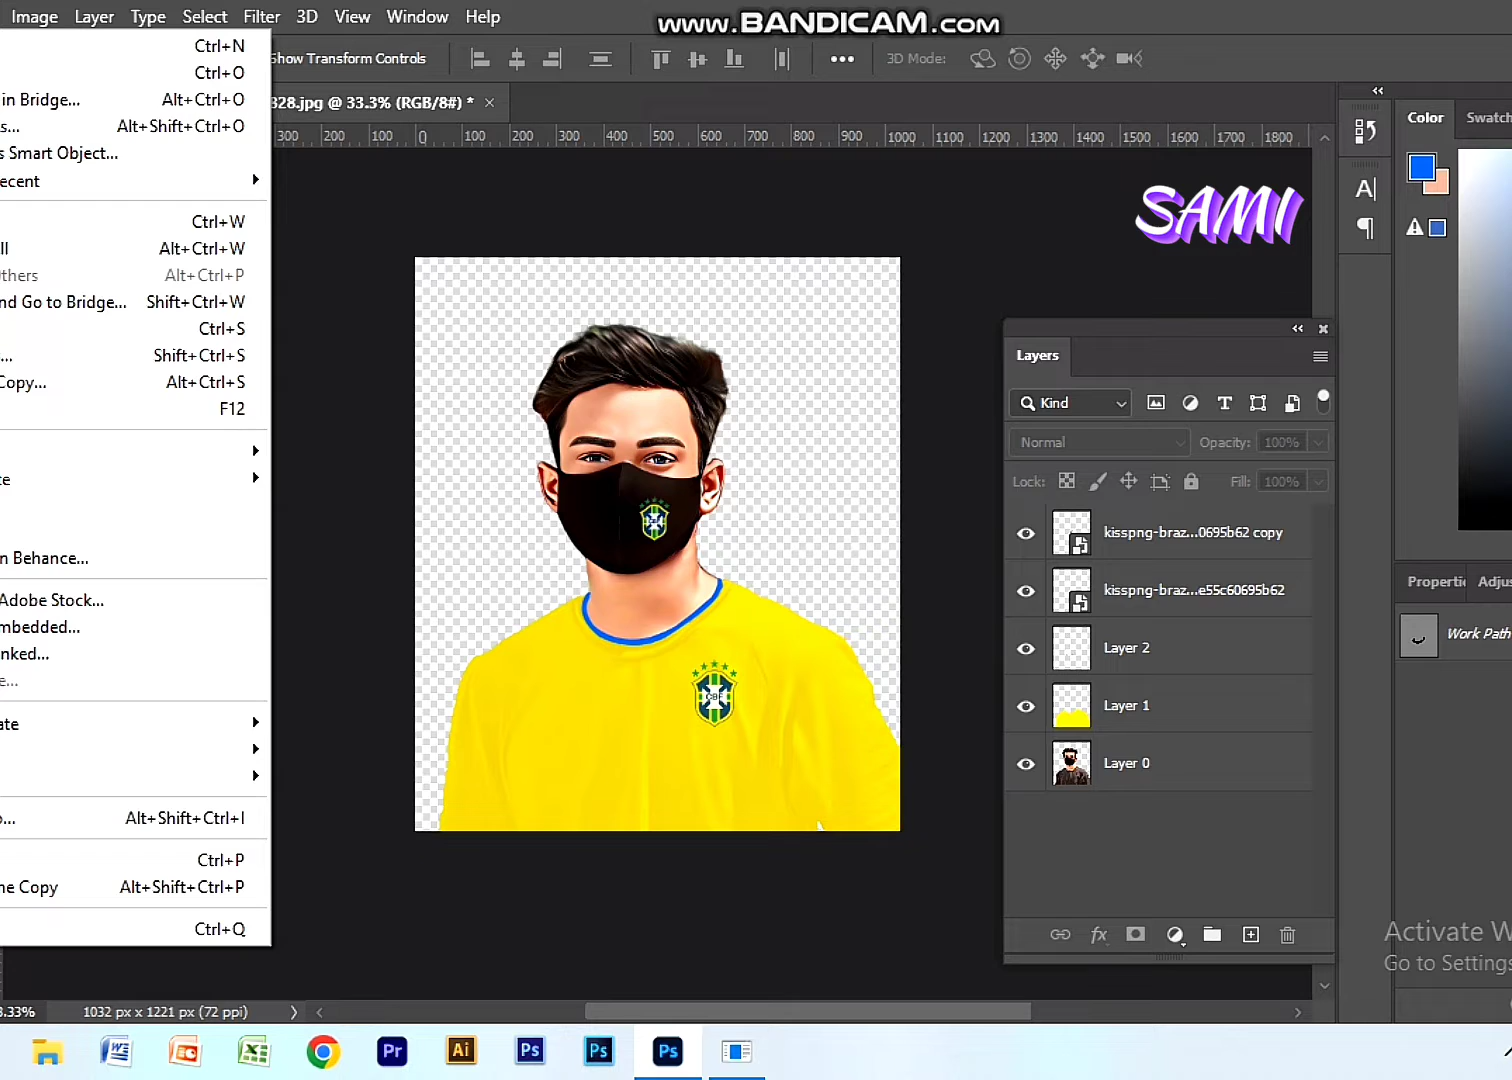 Image Layer Type Select Filter 3D View Window Help
www.BANDICAM.com
Ctrl+N
Show Transform Controls
3D Mode:
Ctrl+O
in Bridge... Alt+Ctrl+O
328.jpg @ 33.3% (RGB/8#) *
s... Alt+Shift+Ctrl+O
300 200 100 0 100 200 300 400 500 600 700 800 900 1000 1100 1200 1300 1400 1500 1600 1700 1800
s Smart Object...
ecent
Ctrl+W
ll Alt+Ctrl+W
thers Alt+Ctrl+P
nd Go to Bridge... Shift+Ctrl+W
Ctrl+S
... Shift+Ctrl+S
Copy... Alt+Ctrl+S
F12
te
n Behance...
Adobe Stock...
mbedded...
nked...
e...
ate
o... Alt+Shift+Ctrl+I
Ctrl+P
ne Copy Alt+Shift+Ctrl+P
Ctrl+Q
SAMI
CBF
Color Swatch
Layers
Kind
Normal Opacity: 100%
Lock: Fill: 100%
kisspng-braz...0695b62 copy
kisspng-braz...e55c60695b62
Layer 2
Layer 1
Layer 0
fx
Properti Adjus
Work Path
Activate W
Go to Settings
3.33% 1032 px x 1221 px (72 ppi)
Pr Ai Ps Ps Ps